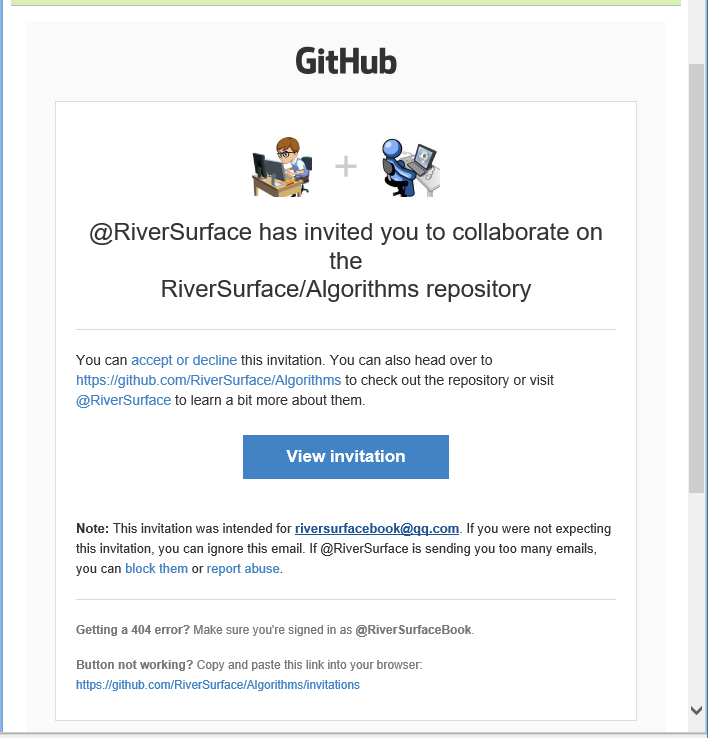 GitHub
@RiverSurface has invited you to collaborate on
the
RiverSurface/Algorithms repository
You can accept or decline this invitation. You can also head over to
https://github.com/RiverSurface/Algorithms to check out the repository or visit
@RiverSurface to learn a bit more about them.
View invitation
Note: This invitation was intended for riversurfacebook@qq.com. If you were not expecting
this invitation, you can ignore this email. If @RiverSurface is sending you too many emails,
you can block them or report abuse.
Getting a 404 error? Make sure you're signed in as @RiverSurfaceBook.
Button not working? Copy and paste this link into your browser:
https://github.com/RiverSurface/Algorithms/invitations